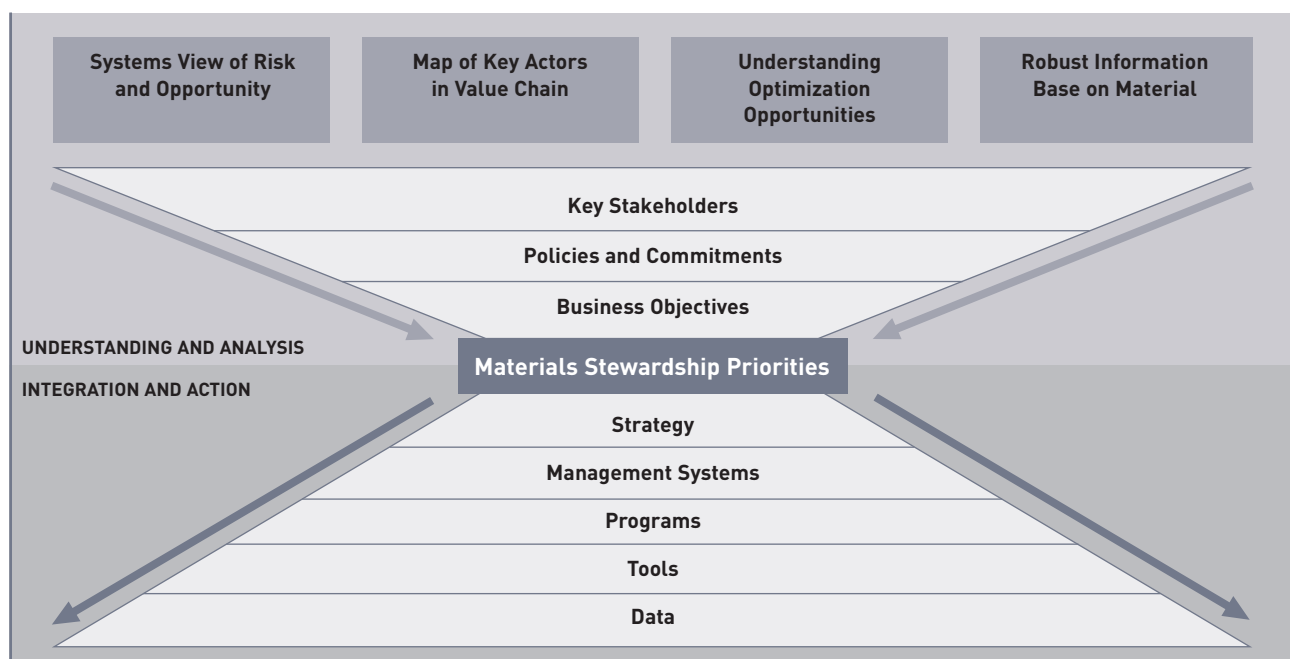 Systems View of Risk
and Opportunity
Map of Key Actors
in Value Chain
Understanding
Optimization
Opportunities
Robust Information
Base on Material
Key Stakeholders
Policies and Commitments
Business Objectives
UNDERSTANDING AND ANALYSIS
Materials Stewardship Priorities
INTEGRATION AND ACTION
Strategy
Management Systems
Programs
Tools
Data